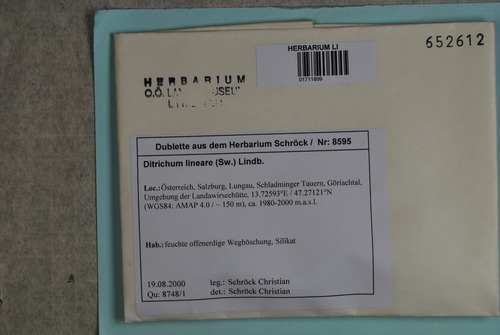 HERBARIUM LI
01711899
652612
HERBARIUM
O.Ö.
Dublette aus dem Herbarium Schröck / Nr: 8595
Ditrichum lineare (Sw.) Lindb.
Loc.: Österreich, Salzburg, Lungau, Schladminger Tauern, Göriachtal,
Umgebung der Landawirseehütte, 13.72593°E / 47.27121°N
(WGS84: AMAP 4.0 / ~ 150 m), ca. 1980-2000 m.a.s.l.
Hab.: feuchte offenerdige Wegböschung, Silikat
19.08.2000 leg.: Schröck Christian
Qu: 8748/1 det.: Schröck Christian